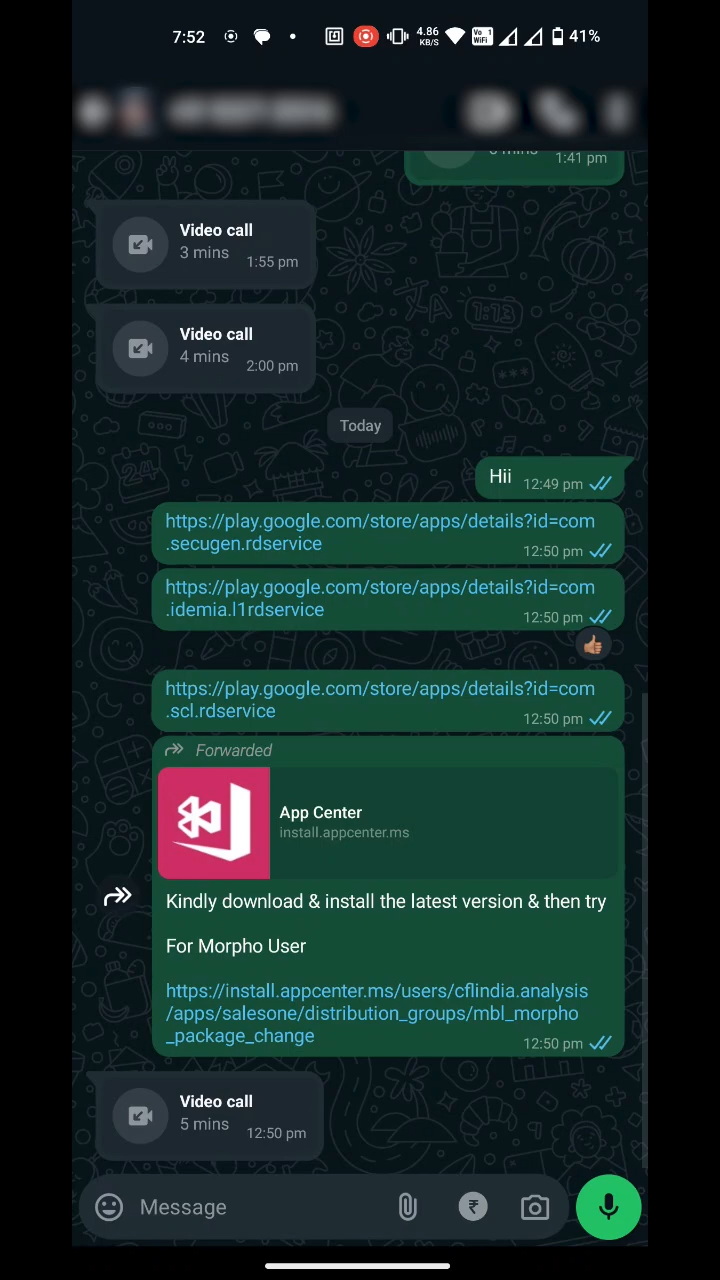 7:52
4.86
KB/S
Vo 1
WiFi
41%
1:41 pm
Video call
3 mins
1:55 pm
Video call
4 mins
2:00 pm
Today
Hii
12:49 pm
https://play.google.com/store/apps/details?id=com
.secugen.rdservice
12:50 pm
https://play.google.com/store/apps/details?id=com
.idemia.l1rdservice
12:50 pm
https://play.google.com/store/apps/details?id=com
.scl.rdservice
12:50 pm
Forwarded
App Center
install.appcenter.ms
Kindly download & install the latest version & then try
For Morpho User
https://install.appcenter.ms/users/cflindia.analysis
/apps/salesone/distribution_groups/mbl_morpho
_package_change
12:50 pm
Video call
5 mins
12:50 pm
Message
₹